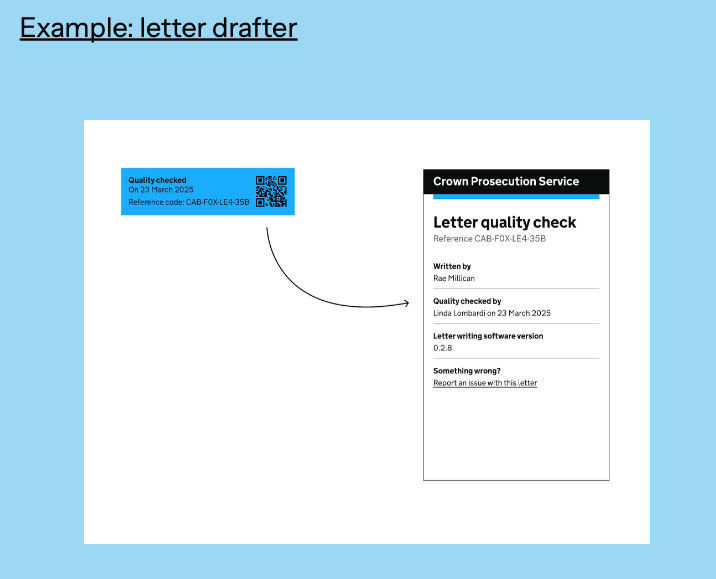 Example: letter drafter
Quality checked
On 23 March 2025
Reference code: CAB-F0X-LE4-35B
Crown Prosecution Service
Letter quality check
Reference CAB-F0X-LE4-35B
Written by
Rae Millican
Quality checked by
Linda Lombardi on 23 March 2025
Letter writing software version
0.2.8
Something wrong?
Report an issue with this letter